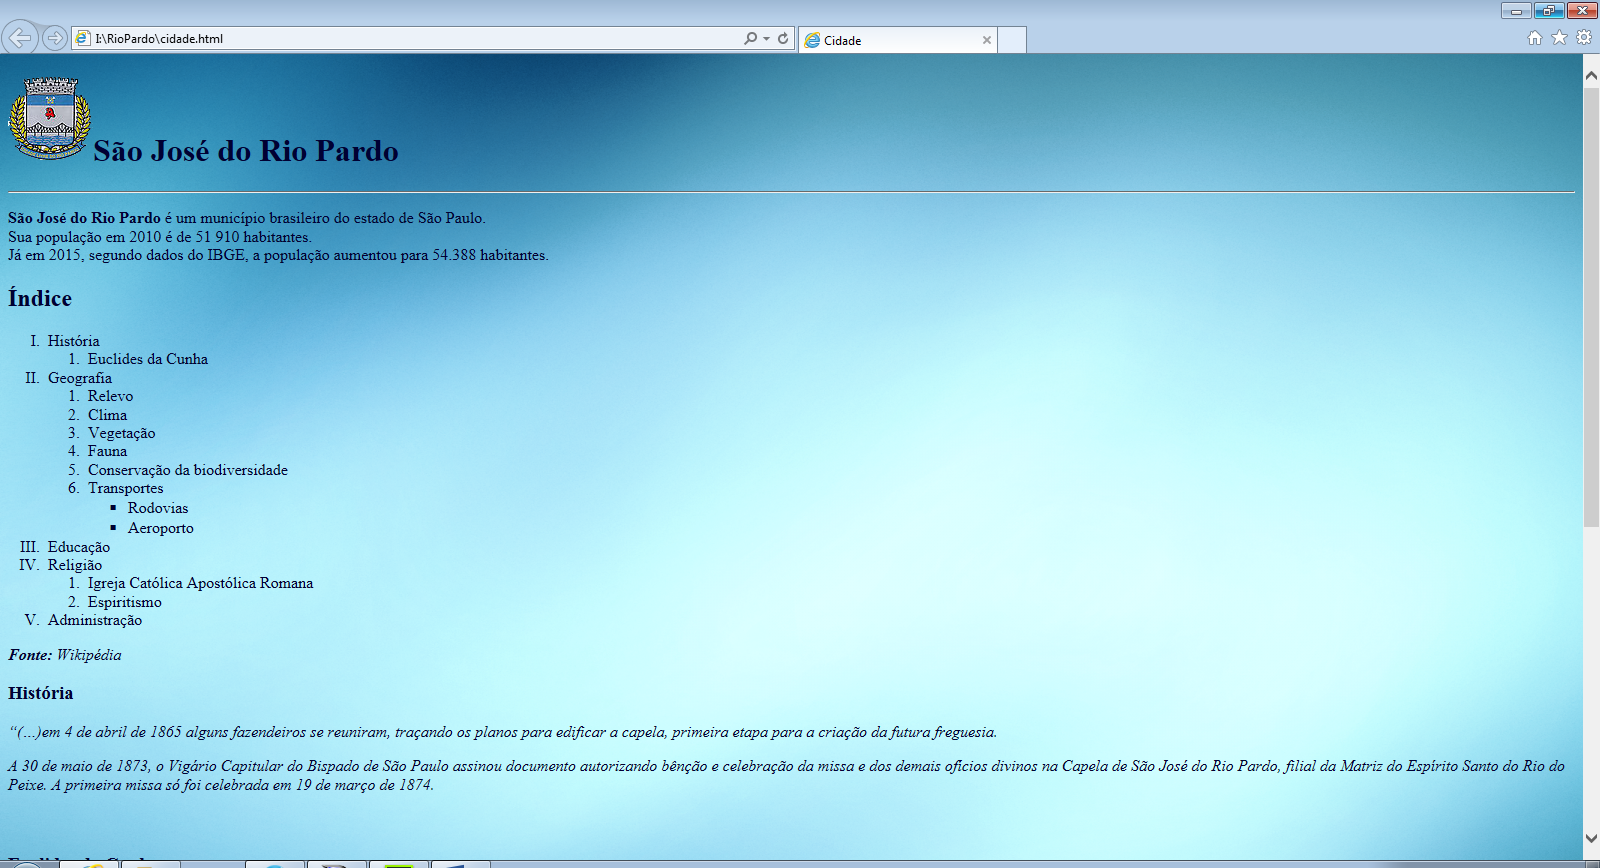 I:\RioPardo\cidade.html
Cidade
São José do Rio Pardo
São José do Rio Pardo é um município brasileiro do estado de São Paulo.
Sua população em 2010 é de 51 910 habitantes.
Já em 2015, segundo dados do IBGE, a população aumentou para 54.388 habitantes.
Índice
I. História
1. Euclides da Cunha
II. Geografia
1. Relevo
2. Clima
3. Vegetação
4. Fauna
5. Conservação da biodiversidade
6. Transportes
Rodovias
Aeroporto
III. Educação
IV. Religião
1. Igreja Católica Apostólica Romana
2. Espiritismo
V. Administração
Fonte: Wikipédia
História
“(...)em 4 de abril de 1865 alguns fazendeiros se reuniram, traçando os planos para edificar a capela, primeira etapa para a criação da futura freguesia.
A 30 de maio de 1873, o Vigário Capitular do Bispado de São Paulo assinou documento autorizando bênção e celebração da missa e dos demais ofícios divinos na Capela de São José do Rio Pardo, filial da Matriz do Espírito Santo do Rio do
Peixe. A primeira missa só foi celebrada em 19 de março de 1874.